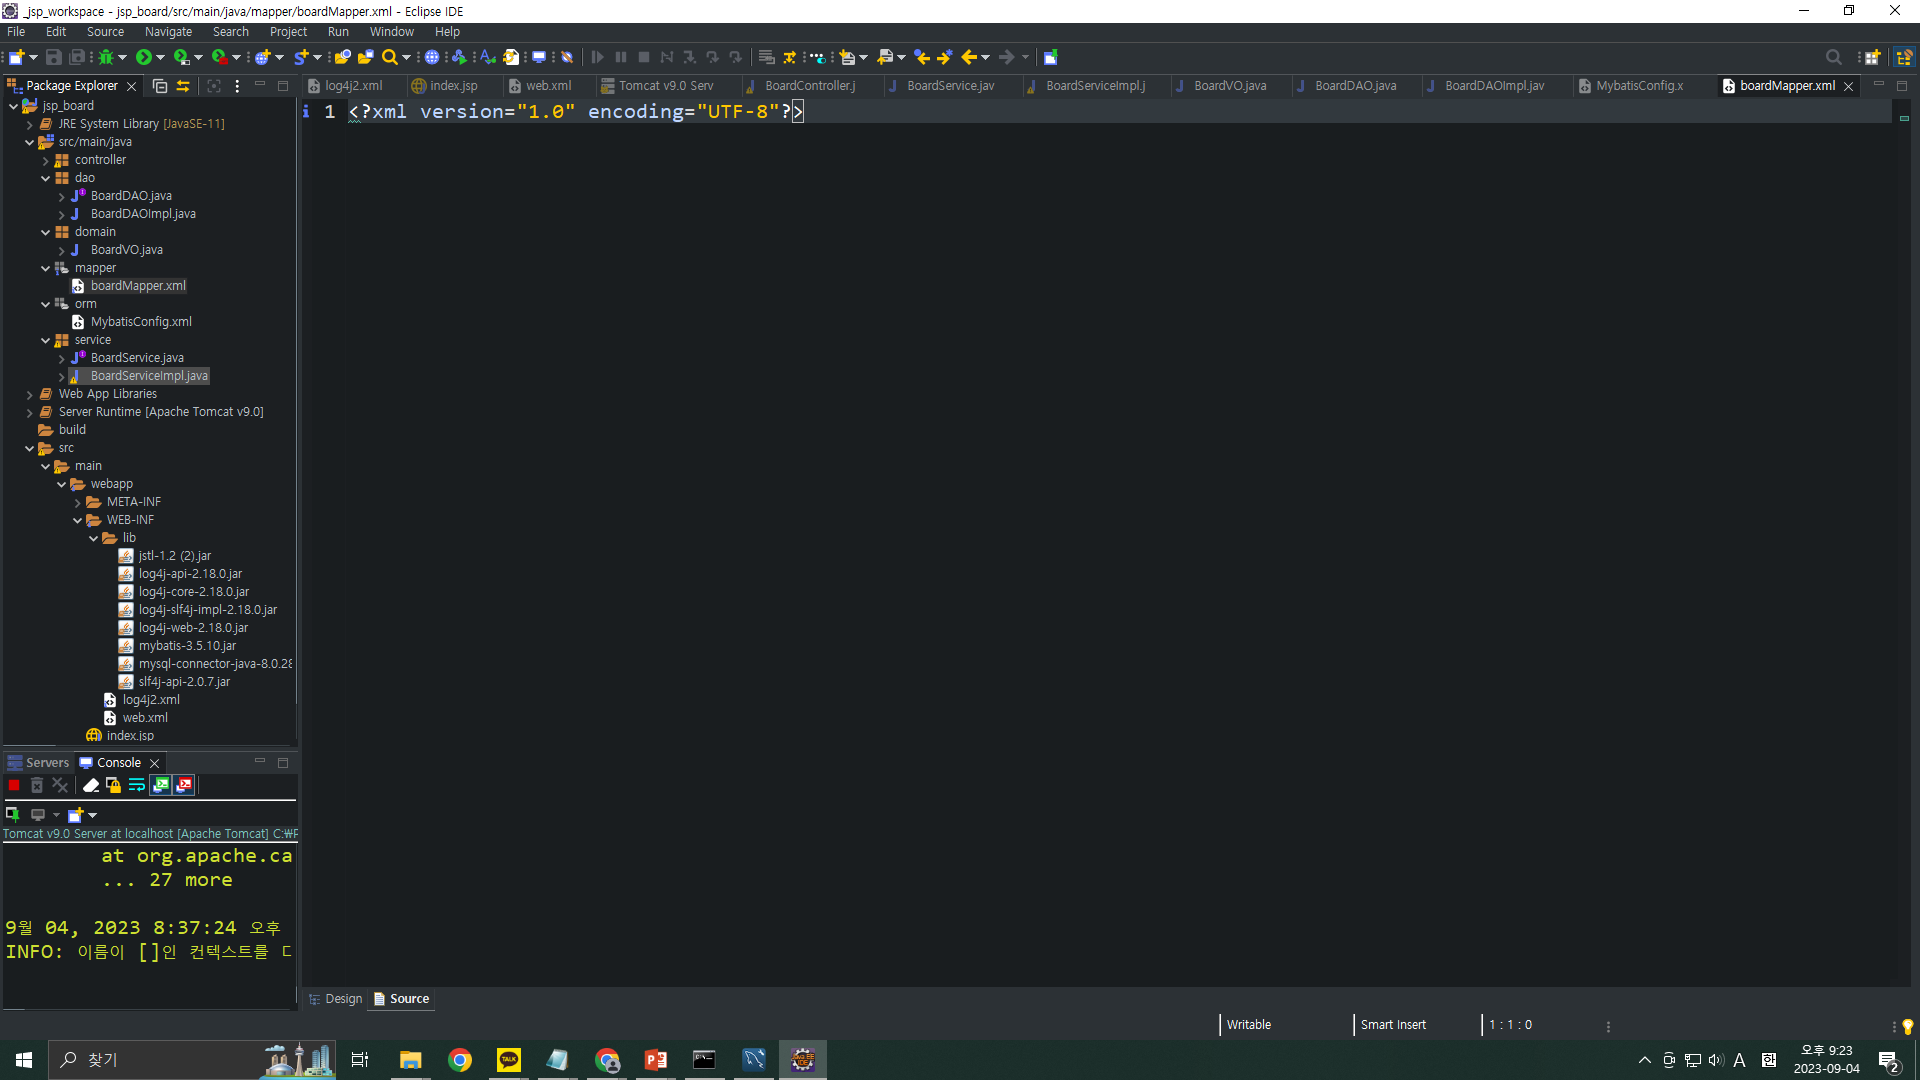 _jsp_workspace - jsp_board/src/main/java/mapper/boardMapper.xml - Eclipse IDE
File Edit Source Navigate Search Project Run Window Help
Package Explorer
log4j2.xml index.jsp web.xml Tomcat v9.0 Serv BoardController.j BoardService.jav BoardServiceImpl.j BoardVO.java BoardDAO.java BoardDAOImpl.jav MybatisConfig.x boardMapper.xml
1 <?xml version="1.0" encoding="UTF-8"?>
jsp_board
JRE System Library [JavaSE-11]
src/main/java
controller
dao
BoardDAO.java
BoardDAOImpl.java
domain
BoardVO.java
mapper
boardMapper.xml
orm
MybatisConfig.xml
service
BoardService.java
BoardServiceImpl.java
Web App Libraries
Server Runtime [Apache Tomcat v9.0]
build
src
main
webapp
META-INF
WEB-INF
lib
jstl-1.2 (2).jar
log4j-api-2.18.0.jar
log4j-core-2.18.0.jar
log4j-slf4j-impl-2.18.0.jar
log4j-web-2.18.0.jar
mybatis-3.5.10.jar
mysql-connector-java-8.0.28
slf4j-api-2.0.7.jar
log4j2.xml
web.xml
index.jsp
Servers Console
Tomcat v9.0 Server at localhost [Apache Tomcat] C:₩P
at org.apache.ca
... 27 more
9월 04, 2023 8:37:24 오후
INFO: 이름이 []인 컨텍스트를 다
Design Source
Writable Smart Insert 1 : 1 : 0
찾기
TALK
A
오후 9:23
2023-09-04
2